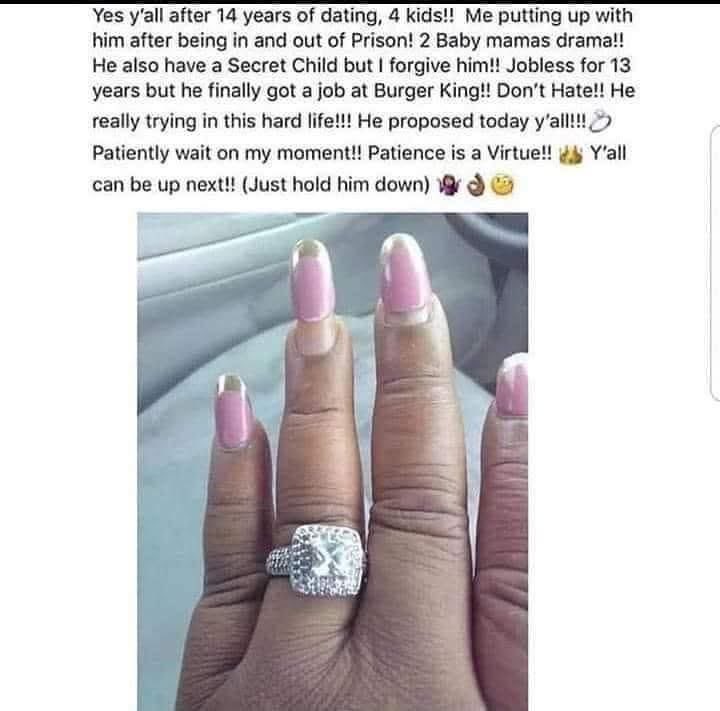 Yes y'all after 14 years of dating, 4 kids!!  Me putting up with
him after being in and out of Prison! 2 Baby mamas drama!!
He also have a Secret Child but I forgive him!! Jobless for 13
years but he finally got a job at Burger King!! Don't Hate!! He
really trying in this hard life!!! He proposed today y'all!!!💍
Patiently wait on my moment!! Patience is a Virtue!! 👑 Y'all
can be up next!! (Just hold him down) 🤷🏾‍♀️👌🏾🧐